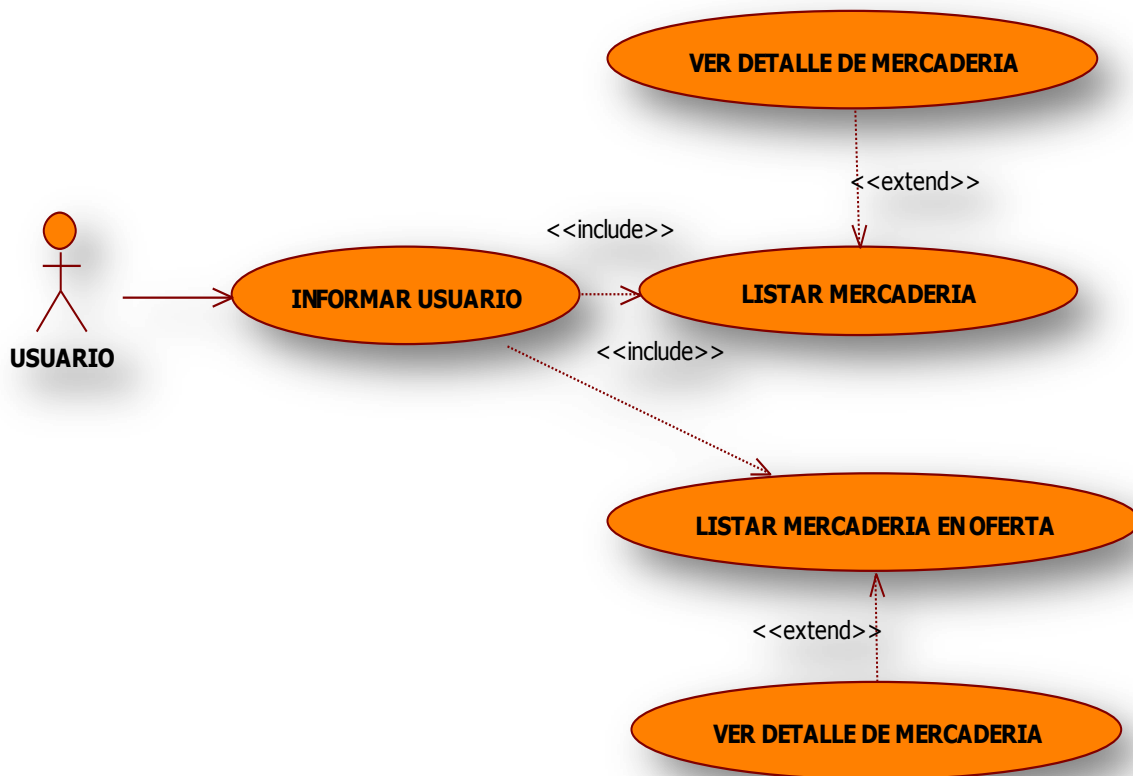 VER DETALLE DE MERCADERIA
<<extend>>
<<include>>
INFORMAR USUARIO
LISTAR MERCADERIA
USUARIO
<<include>>
LISTAR MERCADERIA EN OFERTA
<<extend>>
VER DETALLE DE MERCADERIA